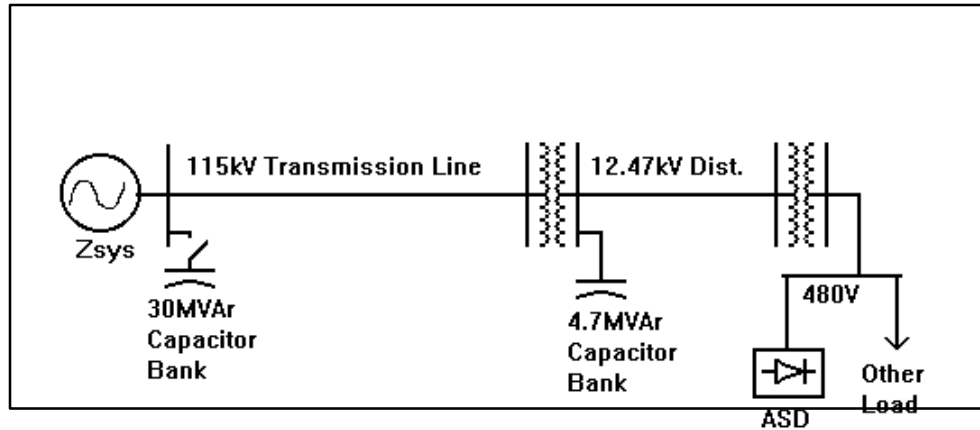 115kV Transmission Line
12.47kV Dist.
Zsys
30MVAr
Capacitor
Bank
4.7MVAr
Capacitor
Bank
480V
ASD
Other
Load